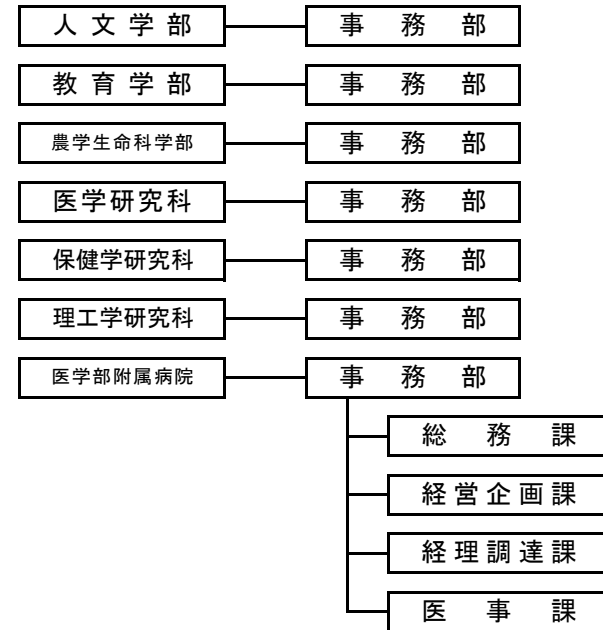 人文学部 事務部
教育学部 事務部
農学生命科学部 事務部
医学研究科 事務部
保健学研究科 事務部
理工学研究科 事務部
医学部附属病院 事務部
総務課
経営企画課
経理調達課
医事課